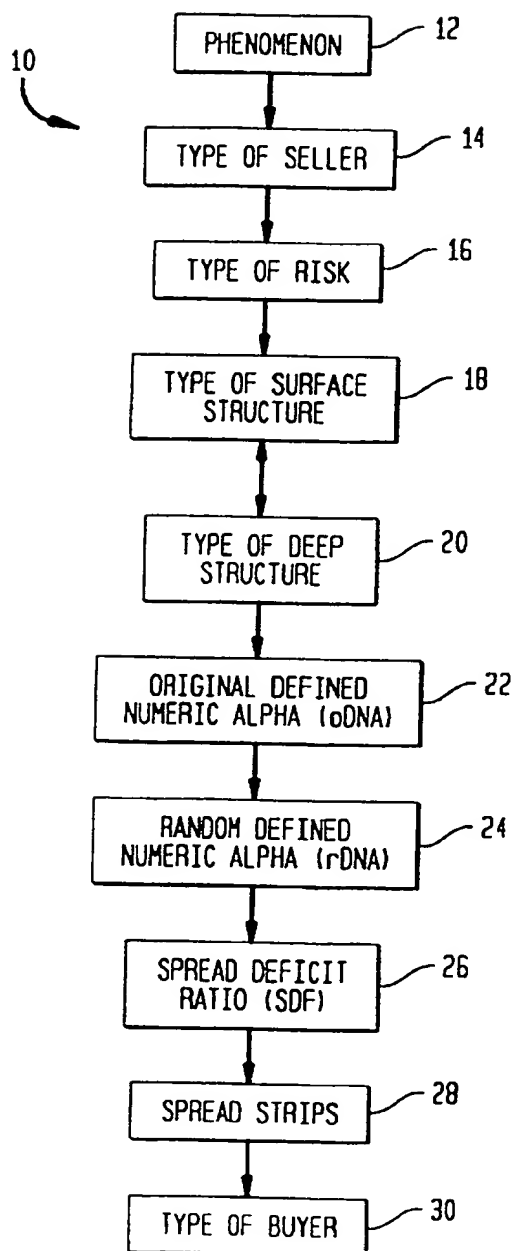 PHENOMENON
12
10
TYPE OF SELLER
14
TYPE OF RISK
16
TYPE OF SURFACE
STRUCTURE
18
TYPE OF DEEP
STRUCTURE
20
ORIGINAL DEFINED
NUMERIC ALPHA (oDNA)
22
RANDOM DEFINED
NUMERIC ALPHA (rDNA)
24
SPREAD DEFICIT
RATIO (SDF)
26
SPREAD STRIPS
28
TYPE OF BUYER
30